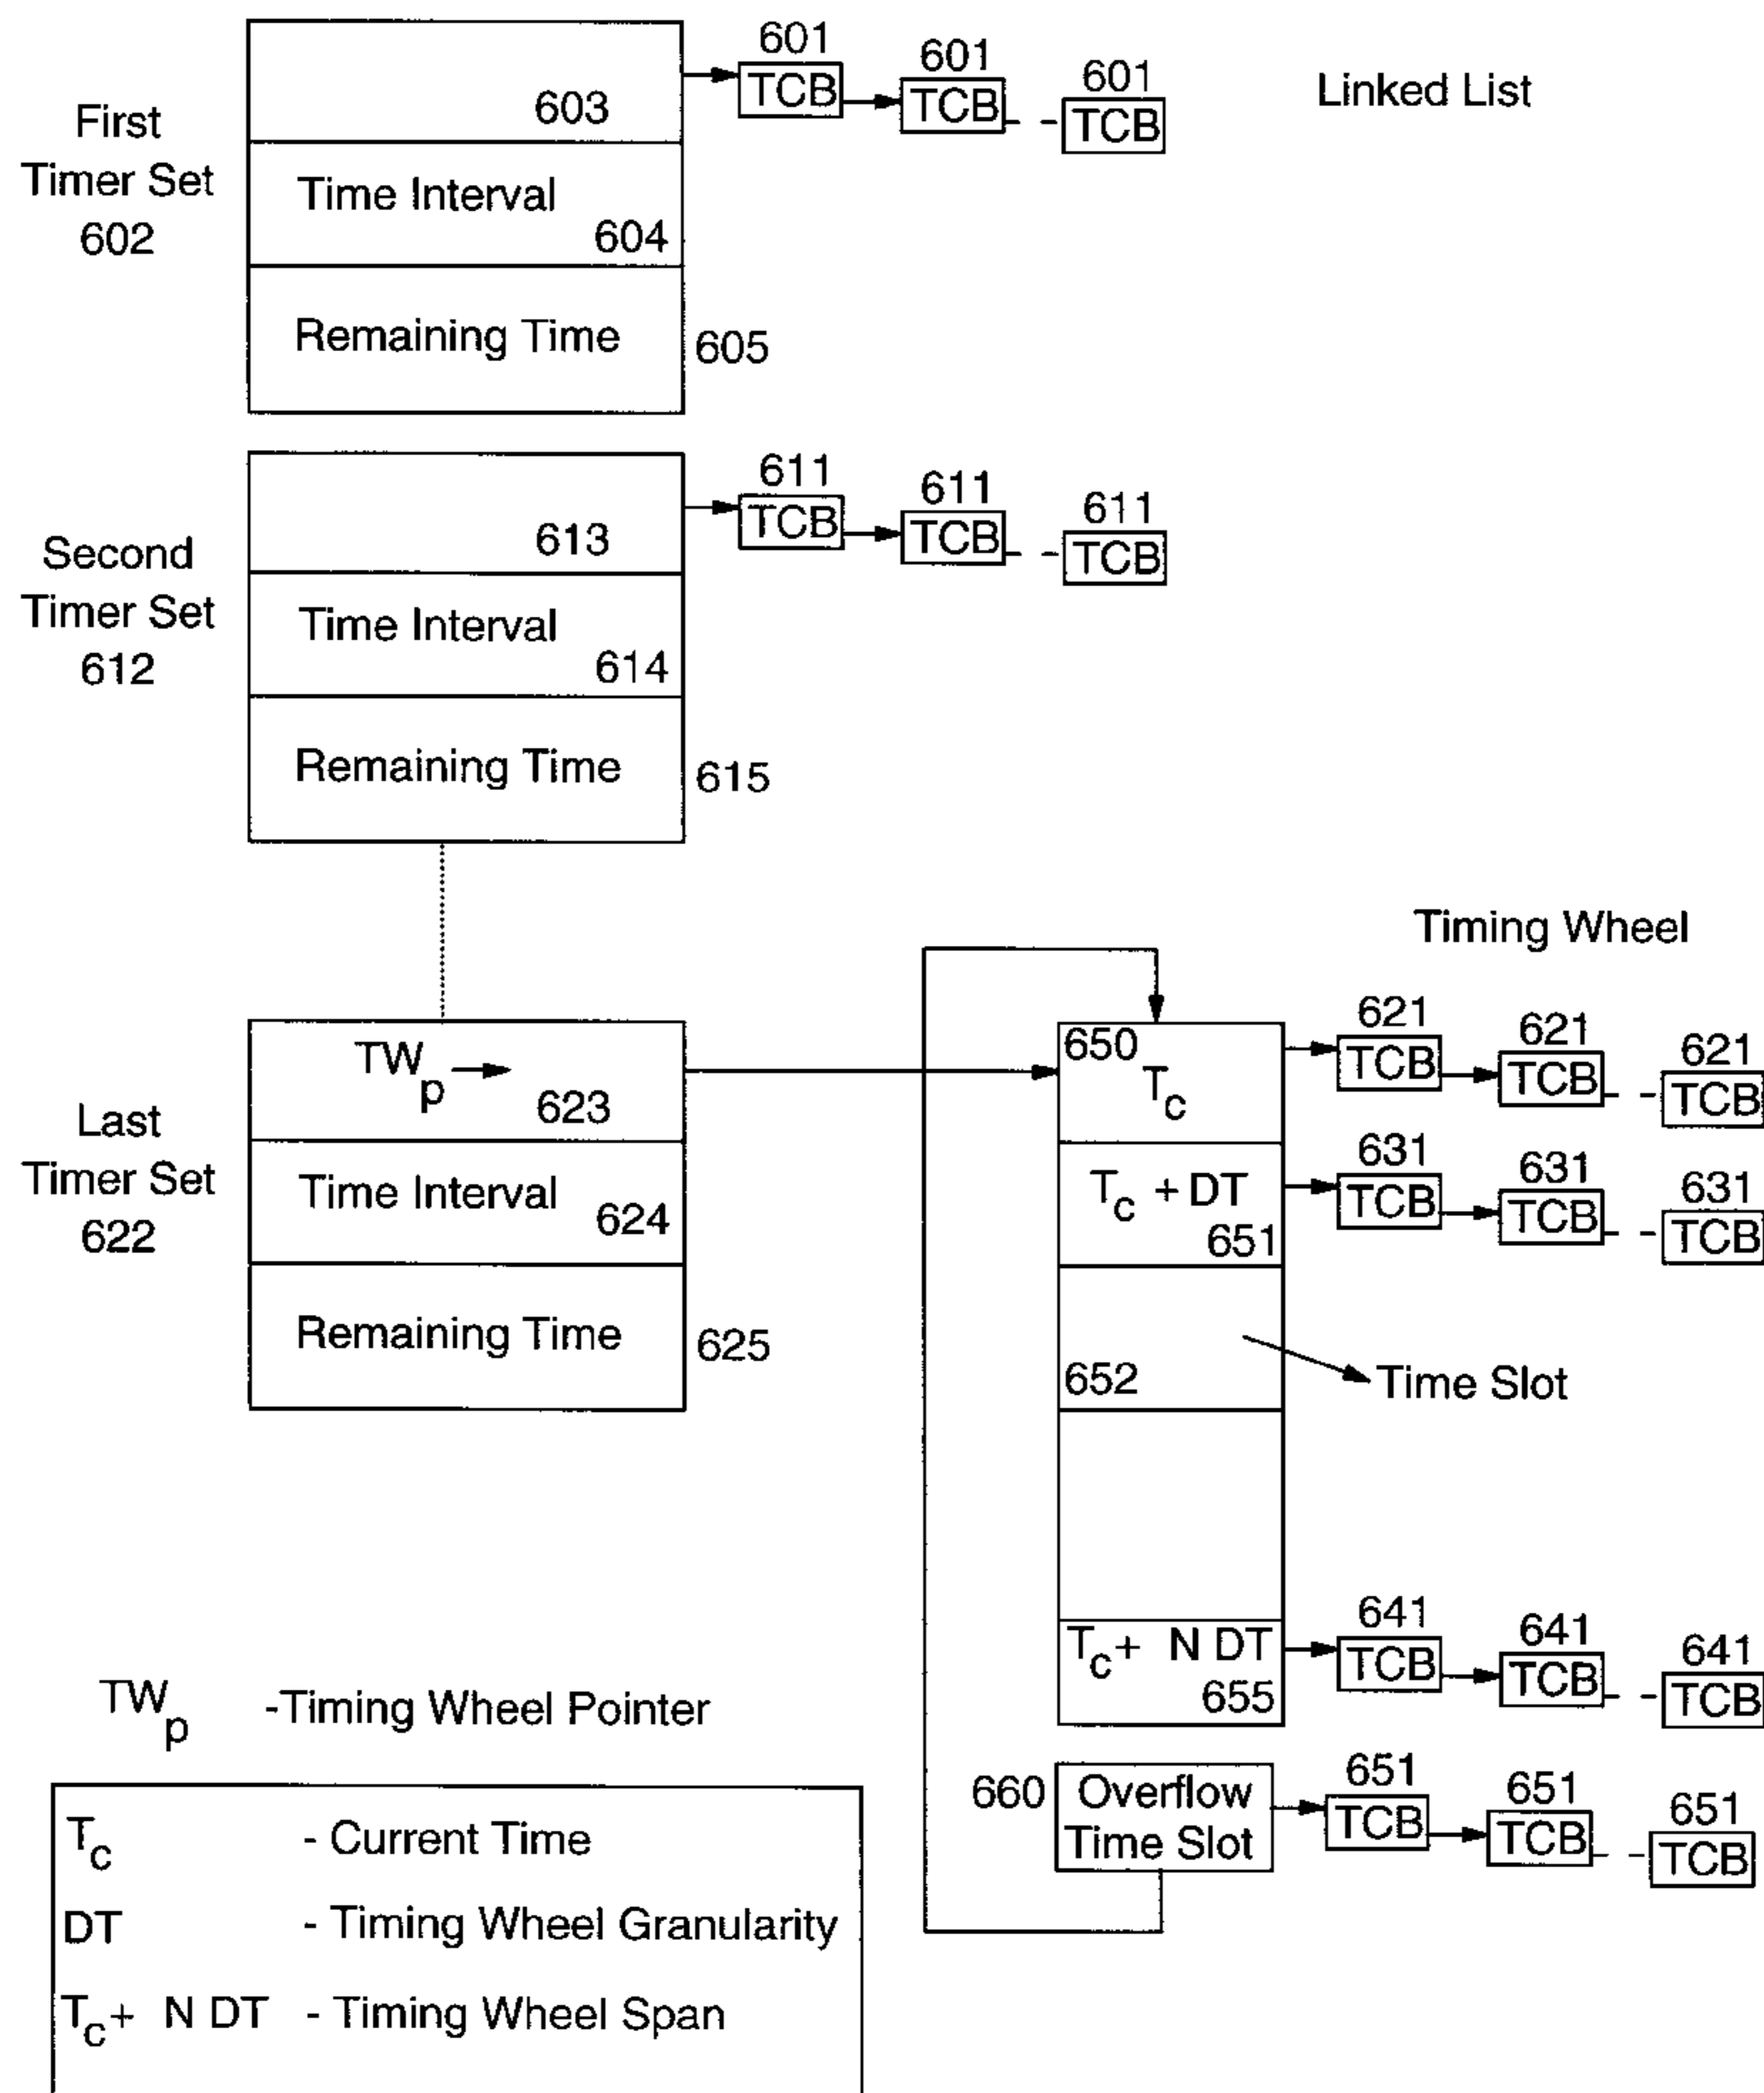 601
601
601
Linked List
TCB
TCB
TCB
603
First
Timer Set
602
Time Interval
604
Remaining Time
605
611
611
611
TCB
TCB
TCB
613
Second
Timer Set
612
Time Interval
614
Remaining Time
615
Timing Wheel
TWp
623
Last
Timer Set
622
Time Interval
624
Remaining Time
625
650
Tc
621
621
621
TCB
TCB
TCB
Tc + DT
651
631
631
631
TCB
TCB
TCB
652
Time Slot
Tc + N DT
655
641
641
641
TCB
TCB
TCB
660
Overflow
Time Slot
651
651
651
TCB
TCB
TCB
TWp -Timing Wheel Pointer
Tc - Current Time
DT - Timing Wheel Granularity
Tc + N DT - Timing Wheel Span